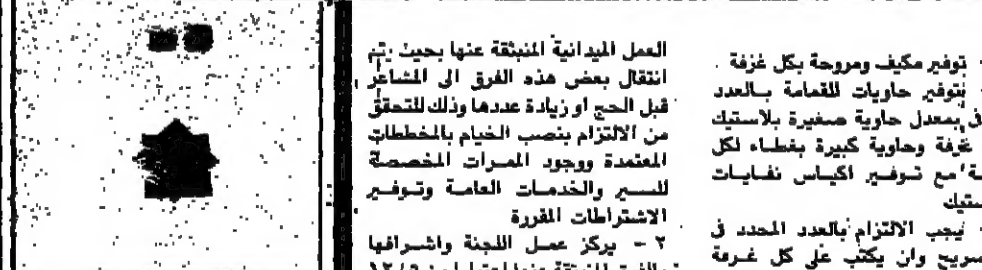 توفير مكيف ومروحة بكل غرفة .
توفير حاويات للقمامة بالعدد
بمعدل حاوية صغيرة بلاستيك
غرفة وحاوية كبيرة بغطاء لكل
مع توفير اكياس نفايات
يجب الالتزام بالعدد المحدد في
وان يكتب على كل غرفة
العمل الميدانية المنبثقة عنها بحيث يتم
انتقال بعض هذه الفرق الى المشاعر
قبل الحج او زيادة عددها وذلك للتحقق
من الالتزام بنصب الخيام بالمخططات
المعتمدة ووجود الممرات المخصصة
للسير والخدمات العامة وتوفير
الاشتراطات المقررة
٢ - يركز عمل اللجنة واشرافها